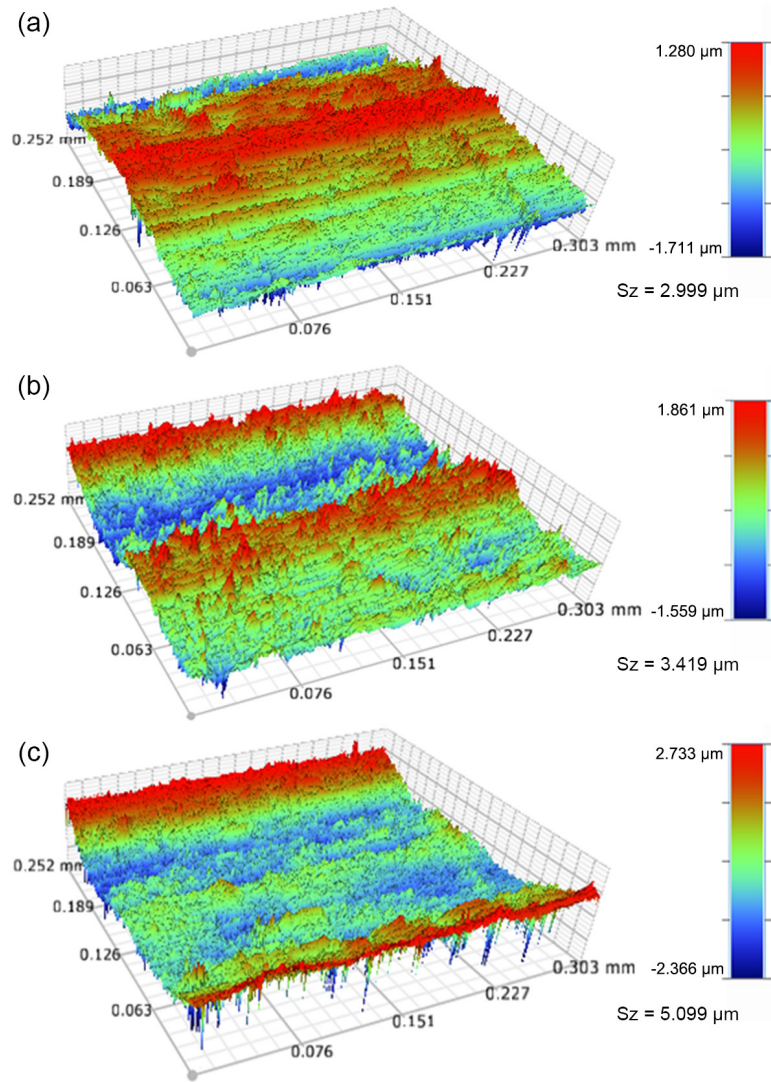 (a)
1.280 µm
-1.711 µm
Sz = 2.999 µm
0.252 mm
0.189
0.126
0.063
0.076
0.151
0.227
0.303 mm
(b)
1.861 µm
-1.559 µm
Sz = 3.419 µm
0.252 mm
0.189
0.126
0.063
0.076
0.151
0.227
0.303 mm
(c)
2.733 µm
-2.366 µm
Sz = 5.099 µm
0.252 mm
0.189
0.126
0.063
0.076
0.151
0.227
0.303 mm